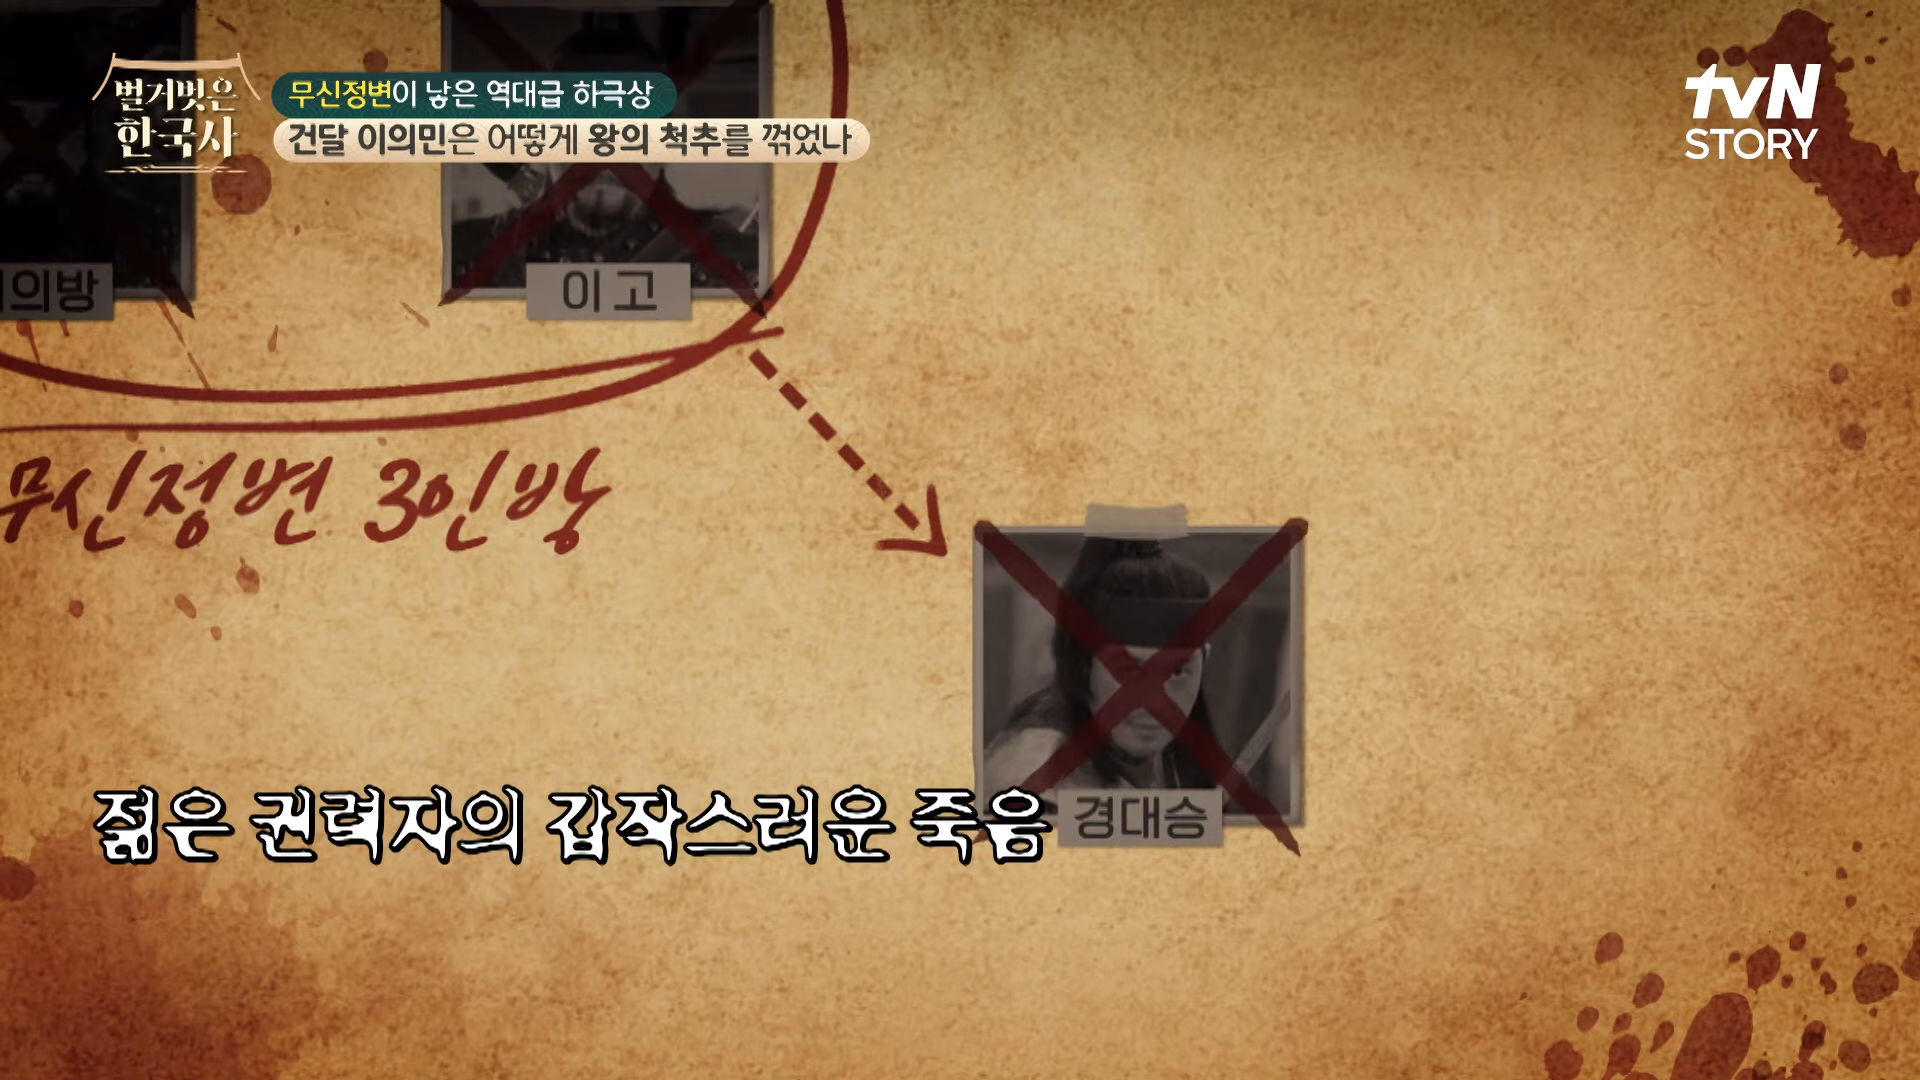 벌거벗은
한국사
무신정변이 낳은 역대급 하극상
건달 이의민은 어떻게 왕의 척추를 꺾었나
tvN
STORY
의방
이고
무신정변 3인방
젊은 권력자의 갑작스러운 죽음
경대승